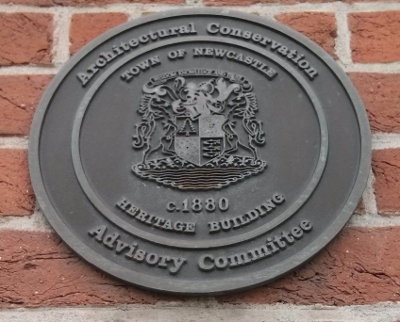 Architectural Conservation
TOWN OF NEWCASTLE
c.1880
HERITAGE BUILDING
Advisory Committee